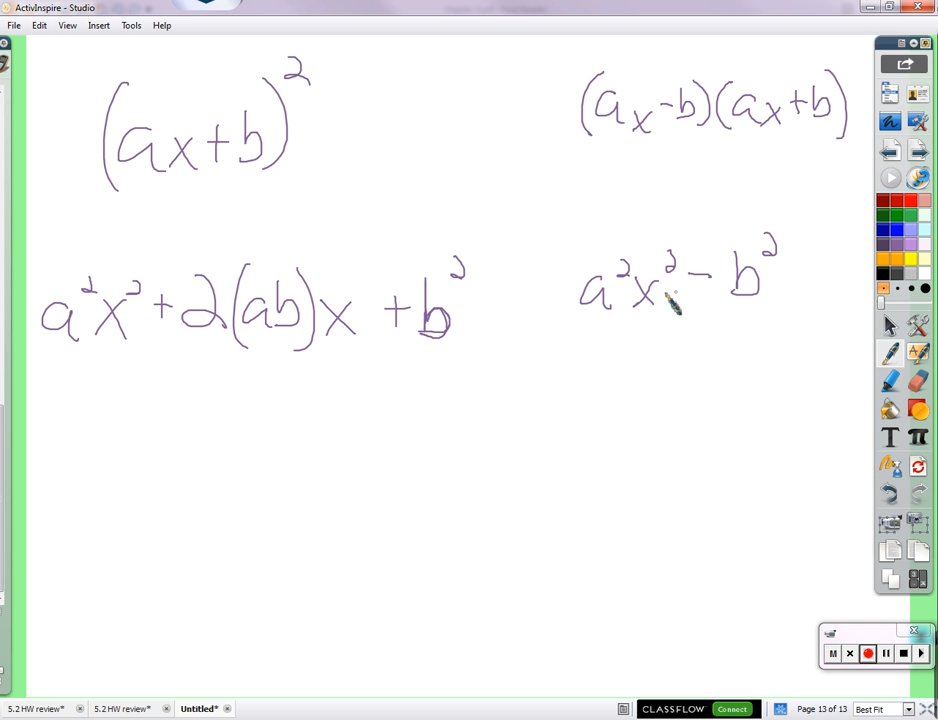 ActivInspire - Studio
File Edit View Insert Tools Help
(ax+b)²
(ax-b)(ax+b)
a²x²+2(ab)x+b²
a²x²-b²
T π
M
5.2 HW review* 5.2 HW review* Untitled*
CLASSFLOW Connect
Page 13 of 13 Best Fit